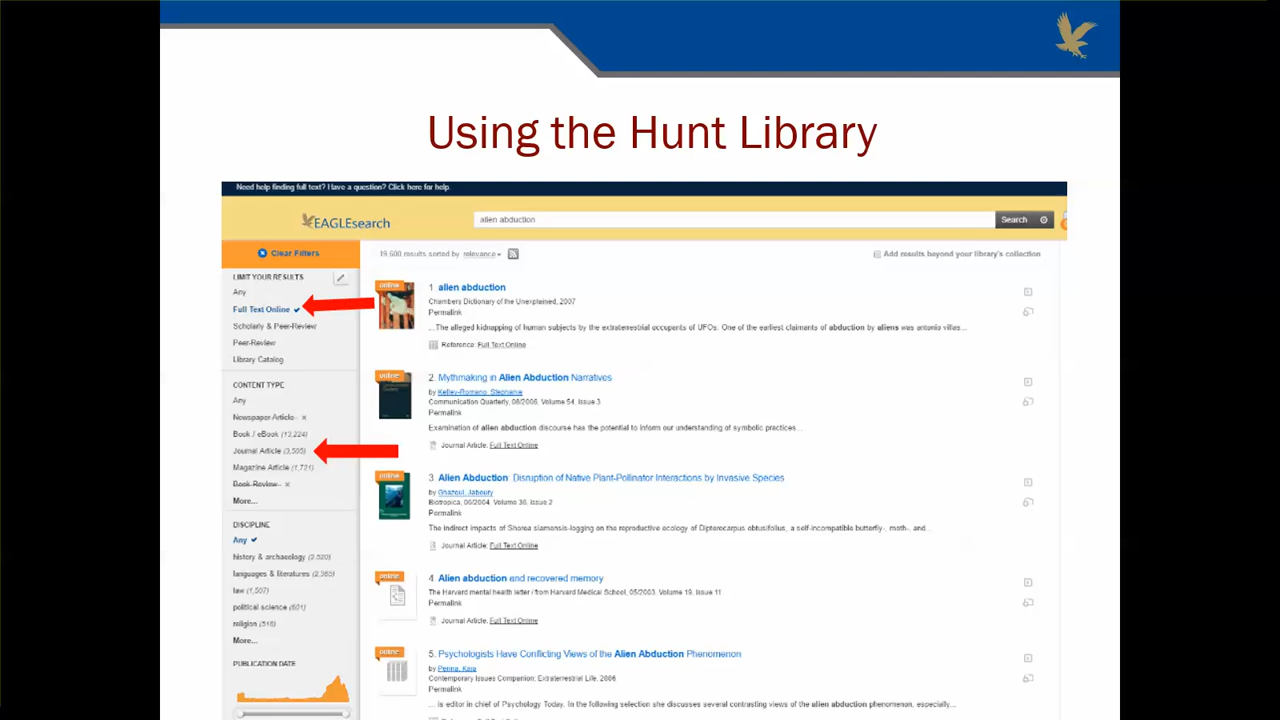 Using the Hunt Library
Need help finding full text? Have a question? Click here for help.
EAGLEsearch
alien abduction
Search
Clear Filters
19,600 results sorted by relevance
Add results beyond your library's collection
LIMIT YOUR RESULTS
Any
Full Text Online
Scholarly & Peer-Review
Peer-Review
Library Catalog
CONTENT TYPE
Any
Newspaper Article
Book / eBook (13,224)
Journal Article (3,505)
Magazine Article (1,721)
Book Review
More...
DISCIPLINE
Any
history & archaeology (2,520)
languages & literatures (2,365)
law (1,507)
political science (601)
religion (516)
More...
PUBLICATION DATE
online
1 alien abduction
Chambers Dictionary of the Unexplained, 2007
Permalink
...The alleged kidnapping of human subjects by the extraterrestrial occupants of UFOs. One of the earliest claimants of abduction by aliens was antonio villas...
Reference: Full Text Online
online
2. Mythmaking in Alien Abduction Narratives
by Kelley-Romano, Stephanie
Communication Quarterly, 08/2006, Volume 54, Issue 3
Permalink
Examination of alien abduction discourse has the potential to inform our understanding of symbolic practices...
Journal Article: Full Text Online
online
3 Alien Abduction Disruption of Native Plant-Pollinator Interactions by Invasive Species
by Ghazoul, Jaboury
Biotropica, 06/2004, Volume 36, Issue 2
Permalink
The indirect impacts of Shorea siamensis-logging on the reproductive ecology of Dipterocarpus obtusifolius, a self-incompatible butterfly-, moth-, and...
Journal Article: Full Text Online
online
4. Alien abduction and recovered memory
The Harvard mental health letter / from Harvard Medical School, 05/2003, Volume 19, Issue 11
Permalink
Journal Article: Full Text Online
online
5. Psychologists Have Conflicting Views of the Alien Abduction Phenomenon
by Penna, Kara
Contemporary Issues Companion: Extraterrestrial Life, 2006
Permalink
... is editor in chief of Psychology Today. In the following selection she discusses several contrasting views of the alien abduction phenomenon, especially...